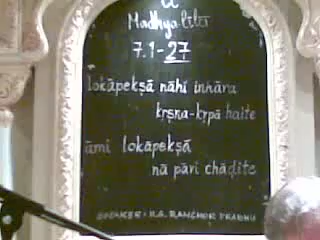 Madhya līlā
7.1-27
lokāpekṣā nāhi inhāra
kṛṣṇa-kṛpā haite
āmi lokāpekṣā
nā pāri chāḍite
SPEAKER: H.G. RANCHOR PRABHU